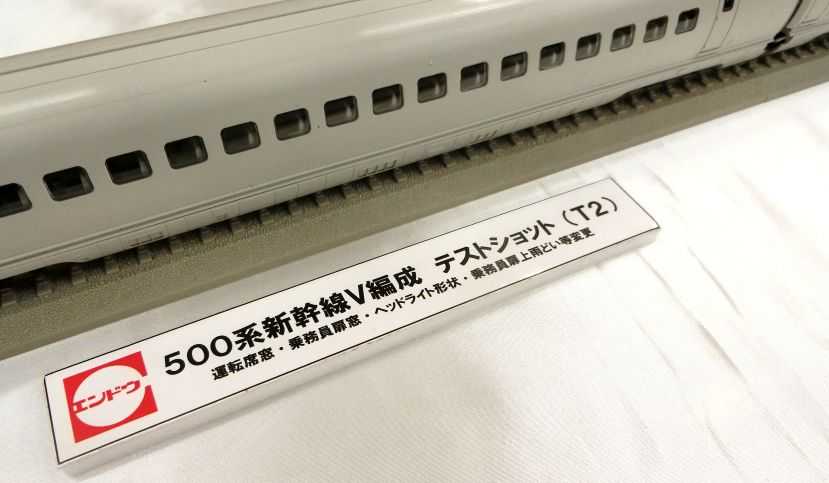 エンドウ
500系新幹線V編成 テストショット(T2)
運転席窓・乗務員扉窓・ヘッドライト形状・乗務員扉上雨どい等変更